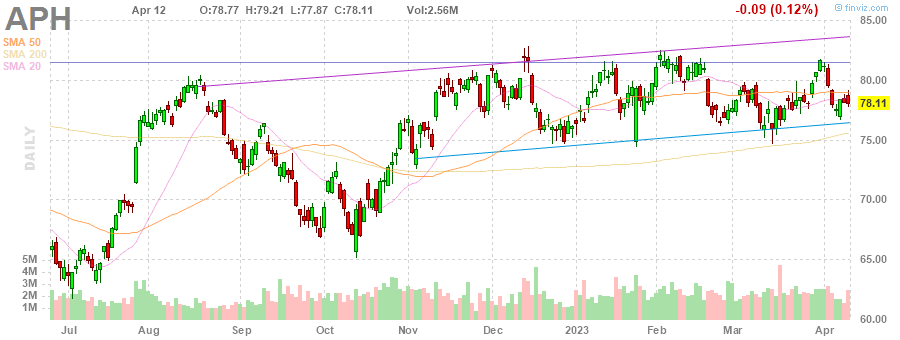 APH
Apr 12 O:78.77 H:79.21 L:77.87 C:78.11 Vol:2.56M -0.09 (0.12%)
© finviz.com
SMA 50
SMA 200
SMA 20
DAILY
85.00
80.00
78.11
75.00
70.00
65.00
60.00
5M
4M
3M
2M
1M
Jul Aug Sep Oct Nov Dec 2023 Feb Mar Apr